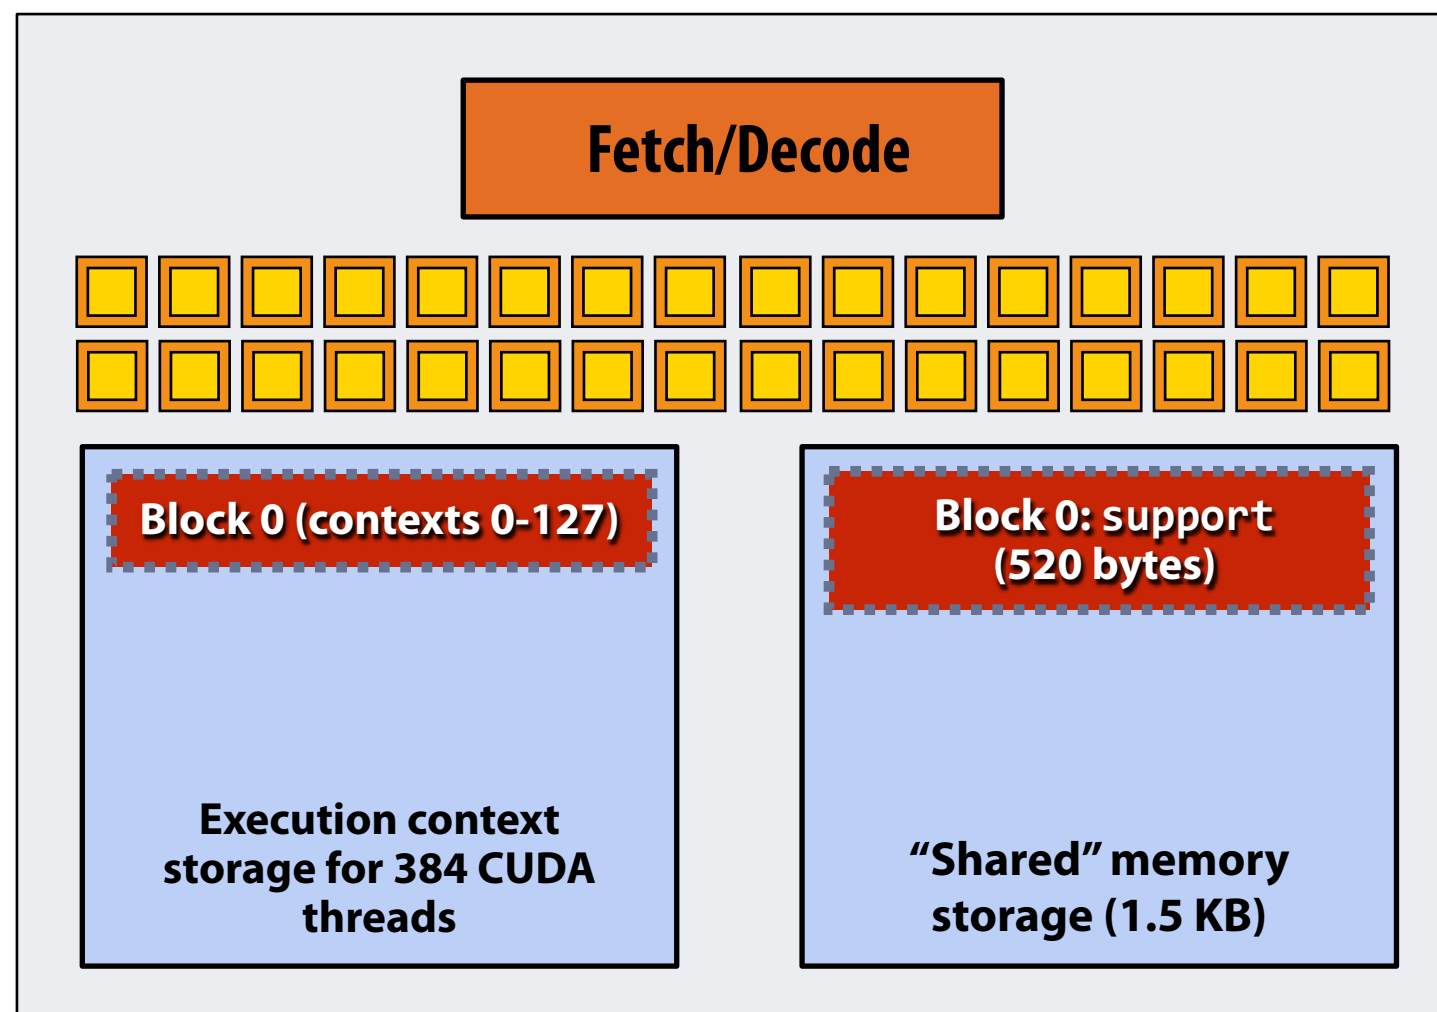 Fetch/Decode
Block 0 (contexts 0-127)
Execution context
storage for 384 CUDA
threads
Block 0: support
(520 bytes)
“Shared” memory
storage (1.5 KB)